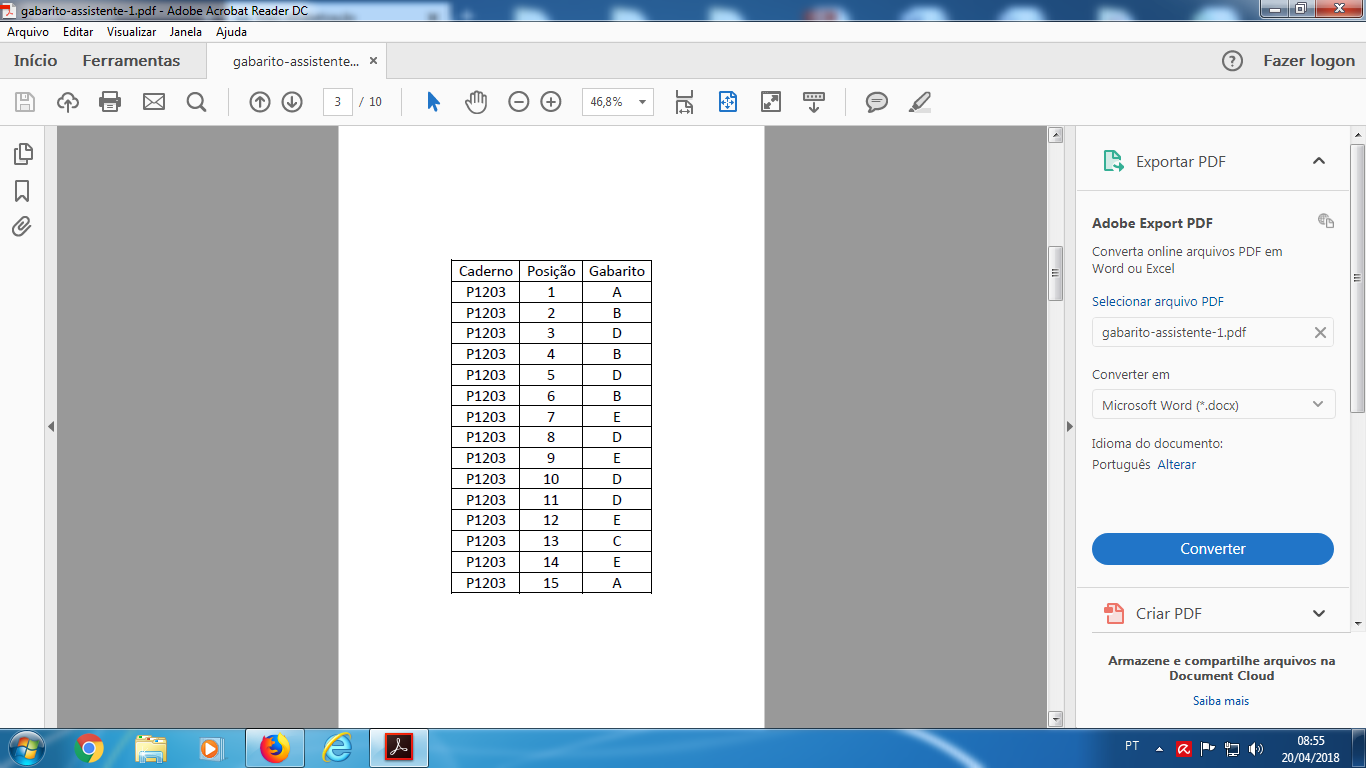 gabarito-assistente-1.pdf - Adobe Acrobat Reader DC
Arquivo Editar Visualizar Janela Ajuda
Início Ferramentas gabarito-assistente... × ? Fazer logon
3 / 10 46,8%
Caderno Posição Gabarito
P1203 1 A
P1203 2 B
P1203 3 D
P1203 4 B
P1203 5 D
P1203 6 B
P1203 7 E
P1203 8 D
P1203 9 E
P1203 10 D
P1203 11 D
P1203 12 E
P1203 13 C
P1203 14 E
P1203 15 A
Exportar PDF
Adobe Export PDF
Converta online arquivos PDF em
Word ou Excel
Selecionar arquivo PDF
gabarito-assistente-1.pdf
Converter em
Microsoft Word (*.docx)
Idioma do documento:
Português Alterar
Converter
Criar PDF
Armazene e compartilhe arquivos na
Document Cloud
Saiba mais
PT 08:55
20/04/2018